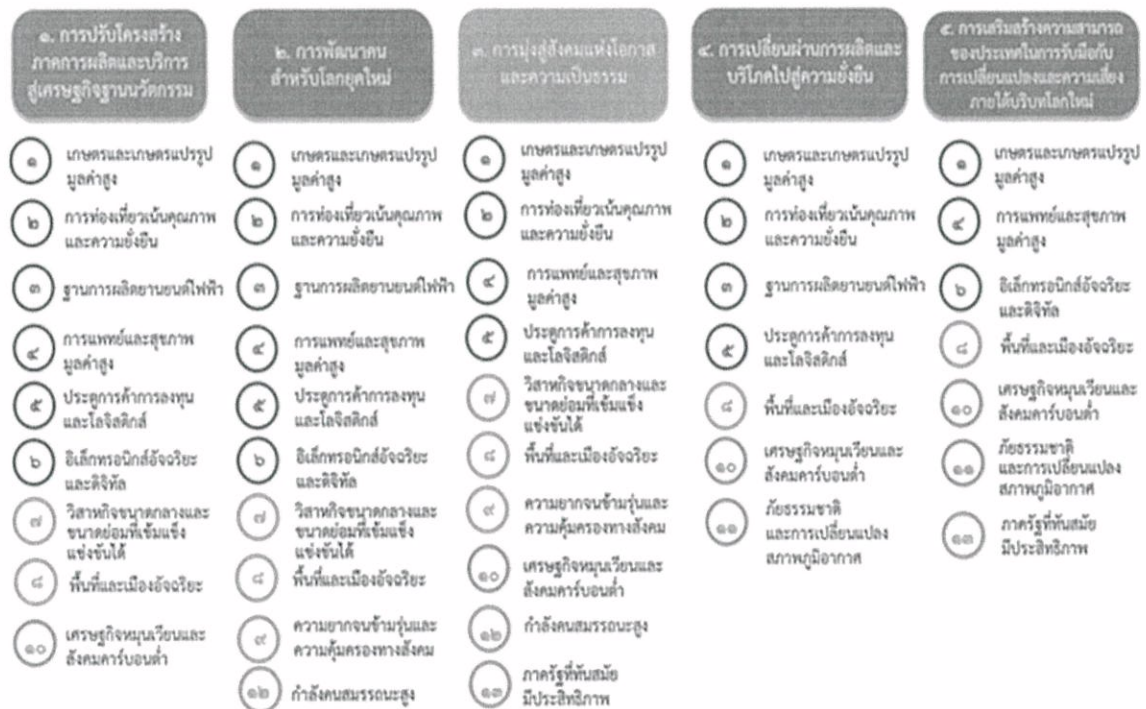 ๑. การปรับโครงสร้าง
ภาคการผลิตและบริการ
สู่เศรษฐกิจฐานนวัตกรรม
๑ เกษตรและเกษตรแปรรูป
มูลค่าสูง
๒ การท่องเที่ยวเน้นคุณภาพ
และความยั่งยืน
๓ ฐานการผลิตยานยนต์ไฟฟ้า
๔ การแพทย์และสุขภาพ
มูลค่าสูง
๕ ประตูการค้าการลงทุน
และโลจิสติกส์
๖ อิเล็กทรอนิกส์อัจฉริยะ
และดิจิทัล
๗ วิสาหกิจขนาดกลางและ
ขนาดย่อมที่เข้มแข็ง
แข่งขันได้
๘ พื้นที่และเมืองอัจฉริยะ
๑๐ เศรษฐกิจหมุนเวียนและ
สังคมคาร์บอนต่ำ
๒. การพัฒนาคน
สำหรับโลกยุคใหม่
๑ เกษตรและเกษตรแปรรูป
มูลค่าสูง
๒ การท่องเที่ยวเน้นคุณภาพ
และความยั่งยืน
๓ ฐานการผลิตยานยนต์ไฟฟ้า
๔ การแพทย์และสุขภาพ
มูลค่าสูง
๕ ประตูการค้าการลงทุน
และโลจิสติกส์
๖ อิเล็กทรอนิกส์อัจฉริยะ
และดิจิทัล
๗ วิสาหกิจขนาดกลางและ
ขนาดย่อมที่เข้มแข็ง
แข่งขันได้
๘ พื้นที่และเมืองอัจฉริยะ
๙ ความยากจนข้ามรุ่นและ
ความคุ้มครองทางสังคม
๑๒ กำลังคนสมรรถนะสูง
๓. การมุ่งสู่สังคมแห่งโอกาส
และความเป็นธรรม
๑ เกษตรและเกษตรแปรรูป
มูลค่าสูง
๒ การท่องเที่ยวเน้นคุณภาพ
และความยั่งยืน
๔ การแพทย์และสุขภาพ
มูลค่าสูง
๕ ประตูการค้าการลงทุน
และโลจิสติกส์
๗ วิสาหกิจขนาดกลางและ
ขนาดย่อมที่เข้มแข็ง
แข่งขันได้
๘ พื้นที่และเมืองอัจฉริยะ
๙ ความยากจนข้ามรุ่นและ
ความคุ้มครองทางสังคม
๑๐ เศรษฐกิจหมุนเวียนและ
สังคมคาร์บอนต่ำ
๑๒ กำลังคนสมรรถนะสูง
๑๓ ภาครัฐที่ทันสมัย
มีประสิทธิภาพ
๔. การเปลี่ยนผ่านการผลิตและ
บริโภคไปสู่ความยั่งยืน
๑ เกษตรและเกษตรแปรรูป
มูลค่าสูง
๒ การท่องเที่ยวเน้นคุณภาพ
และความยั่งยืน
๓ ฐานการผลิตยานยนต์ไฟฟ้า
๕ ประตูการค้าการลงทุน
และโลจิสติกส์
๘ พื้นที่และเมืองอัจฉริยะ
๑๐ เศรษฐกิจหมุนเวียนและ
สังคมคาร์บอนต่ำ
๑๑ ภัยธรรมชาติ
และการเปลี่ยนแปลง
สภาพภูมิอากาศ
๕. การเสริมสร้างความสามารถ
ของประเทศในการรับมือกับ
การเปลี่ยนแปลงและความเสี่ยง
ภายใต้บริบทโลกใหม่
๑ เกษตรและเกษตรแปรรูป
มูลค่าสูง
๔ การแพทย์และสุขภาพ
มูลค่าสูง
๖ อิเล็กทรอนิกส์อัจฉริยะ
และดิจิทัล
๘ พื้นที่และเมืองอัจฉริยะ
๑๐ เศรษฐกิจหมุนเวียนและ
สังคมคาร์บอนต่ำ
๑๑ ภัยธรรมชาติ
และการเปลี่ยนแปลง
สภาพภูมิอากาศ
๑๓ ภาครัฐที่ทันสมัย
มีประสิทธิภาพ